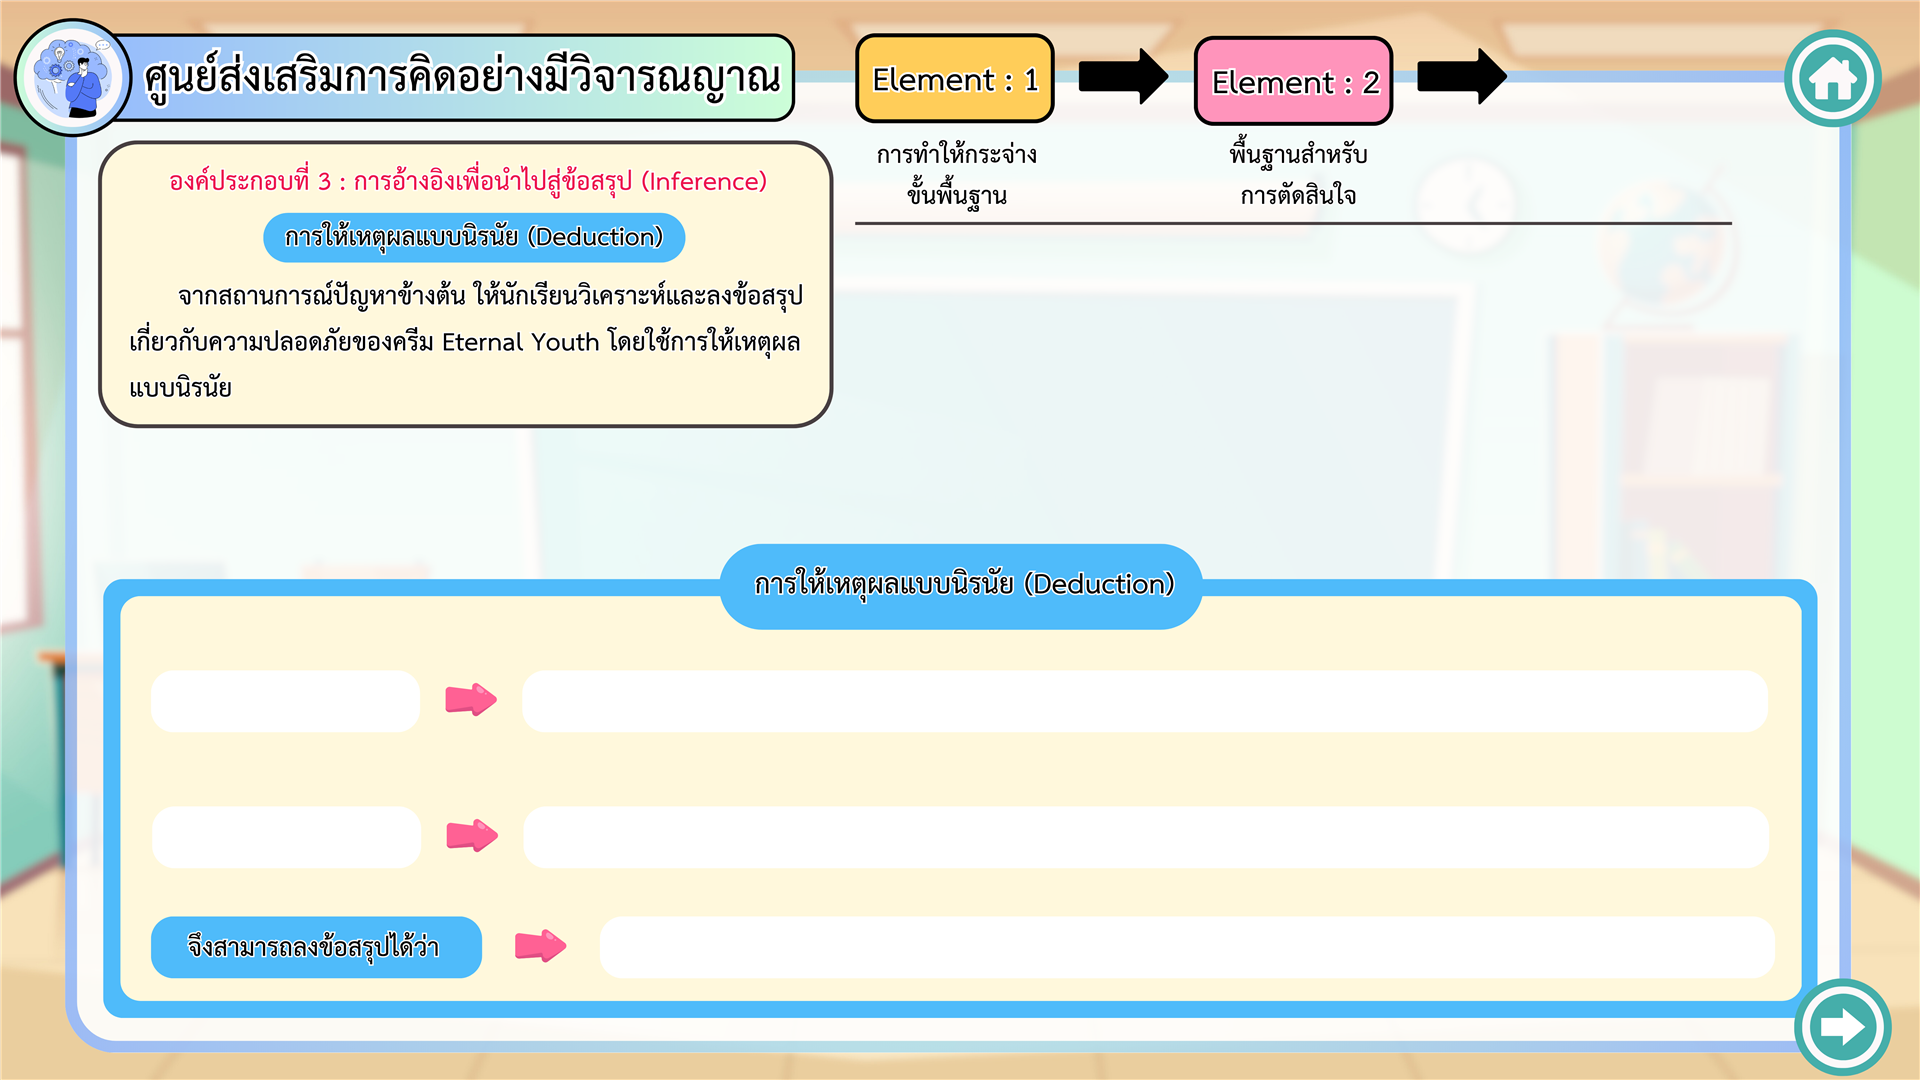 ศูนย์ส่งเสริมการคิดอย่างมีวิจารณญาณ
Element : 1
Element : 2
การทำให้กระจ่าง
ขั้นพื้นฐาน
พื้นฐานสำหรับ
การตัดสินใจ
องค์ประกอบที่ 3 : การอ้างอิงเพื่อนำไปสู่ข้อสรุป (Inference)
การให้เหตุผลแบบนิรนัย (Deduction)
จากสถานการณ์ปัญหาข้างต้น ให้นักเรียนวิเคราะห์และลงข้อสรุป
เกี่ยวกับความปลอดภัยของครีม Eternal Youth โดยใช้การให้เหตุผล
แบบนิรนัย
การให้เหตุผลแบบนิรนัย (Deduction)
จึงสามารถลงข้อสรุปได้ว่า